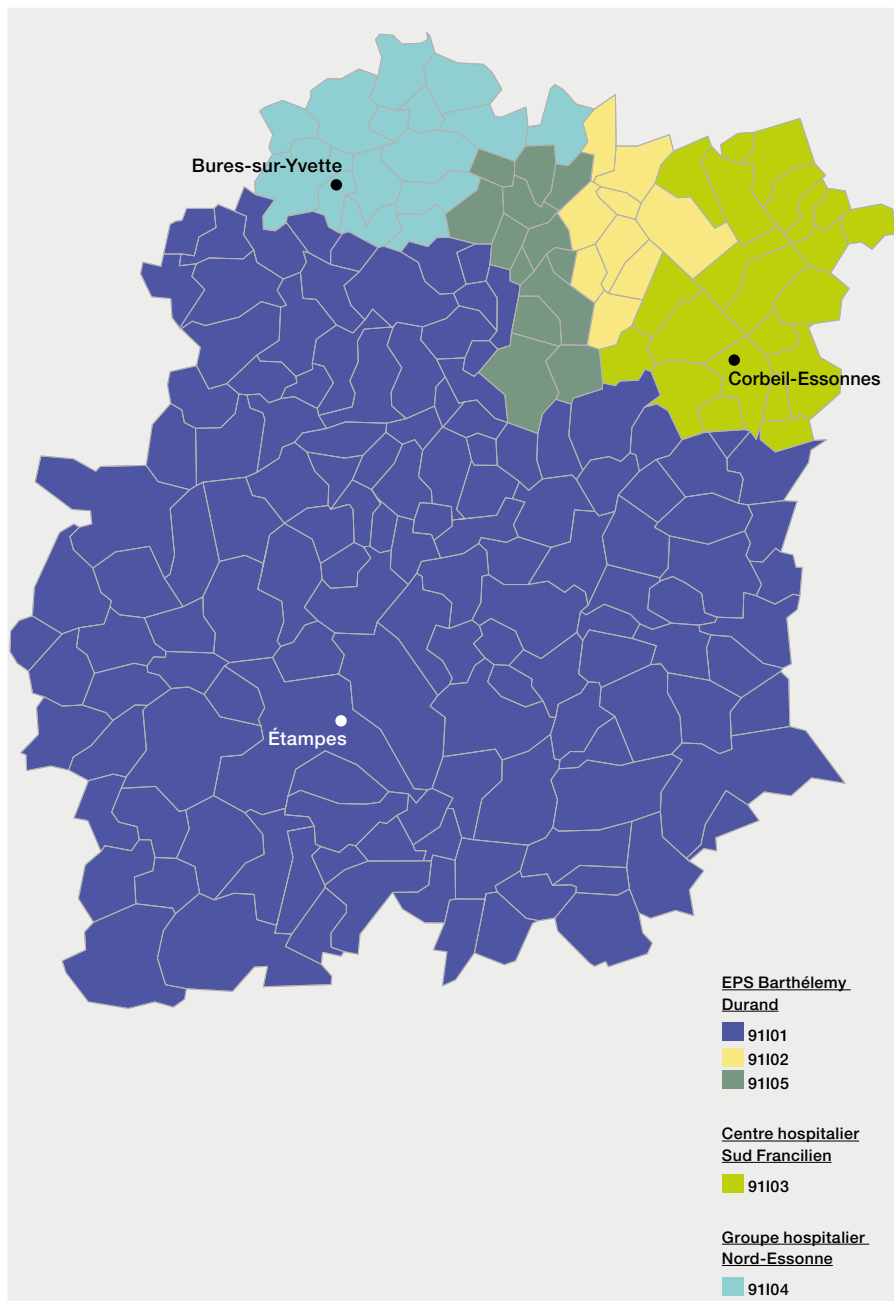 Bures-sur-Yvette
Corbeil-Essonnes
Étampes
EPS Barthélemy
Durand
91I01
91I02
91I05
Centre hospitalier
Sud Francilien
91I03
Groupe hospitalier
Nord-Essonne
91I04